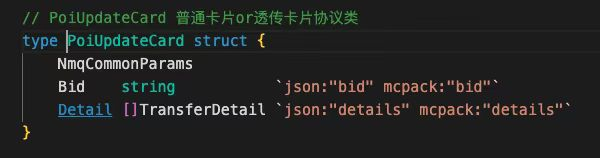 // PoiUpdateCard 普通卡片or透传卡片协议类
type PoiUpdateCard struct {
    NmqCommonParams
    Bid    string           `json:"bid" mcpack:"bid"`
    Detail []TransferDetail `json:"details" mcpack:"details"`
}